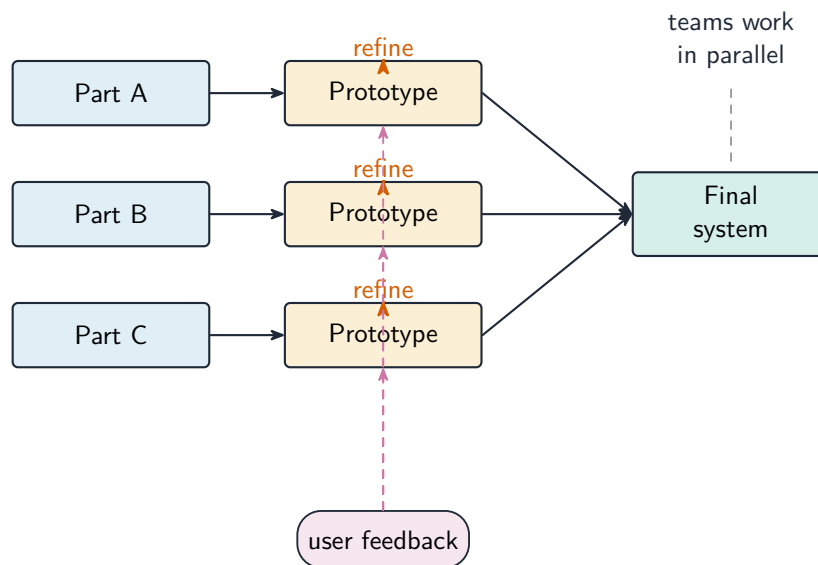 teams work
in parallel
refine
Part A
Prototype
refine
Part B
Prototype
Final
system
refine
Part C
Prototype
user feedback